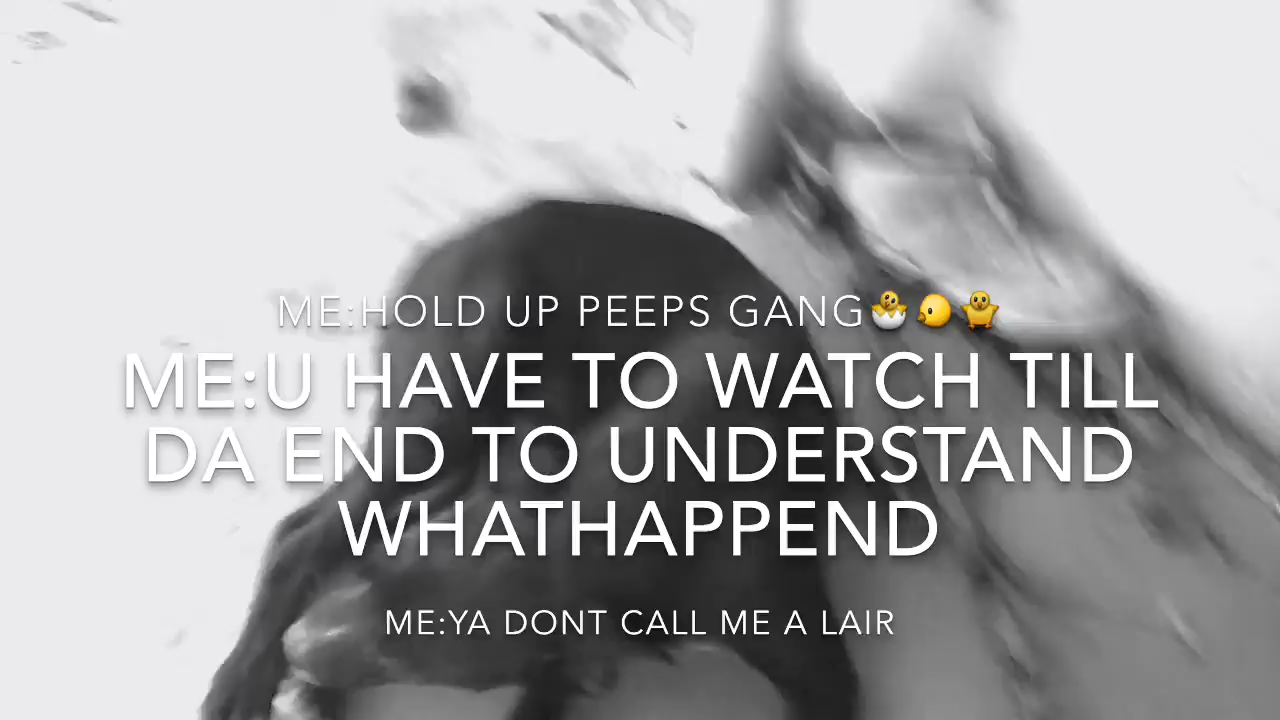 ME:HOLD UP PEEPS GANG🐣🐤🐥
ME:U HAVE TO WATCH TILL
DA END TO UNDERSTAND
WHATHAPPEND
ME:YA DONT CALL ME A LAIR